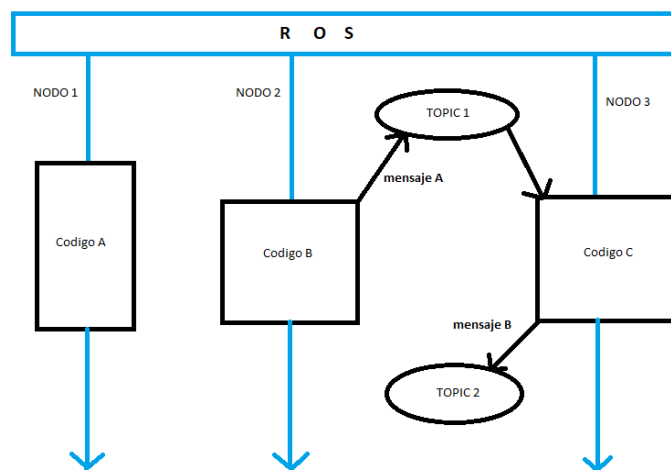 R O S
NODO 1
NODO 2
NODO 3
TOPIC 1
mensaje A
Codigo A
Codigo B
Codigo C
mensaje B
TOPIC 2